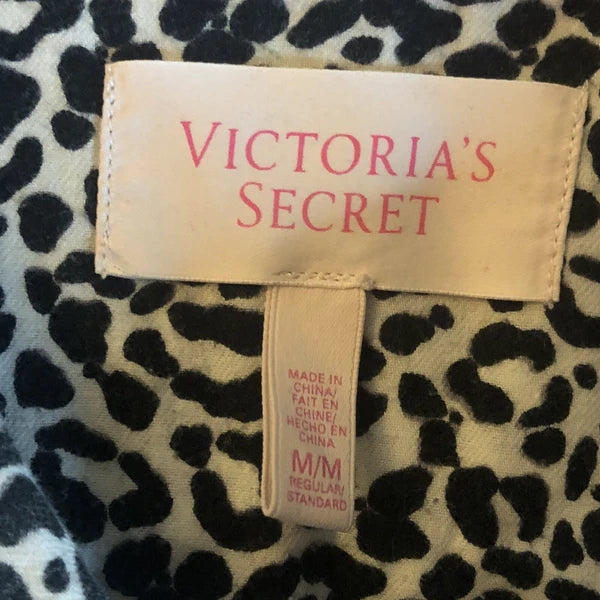 VICTORIA'S
SECRET
MADE IN
CHINA/
FAIT EN
CHINE/
HECHO EN
CHINA
M/M
REGULAR/
STANDARD